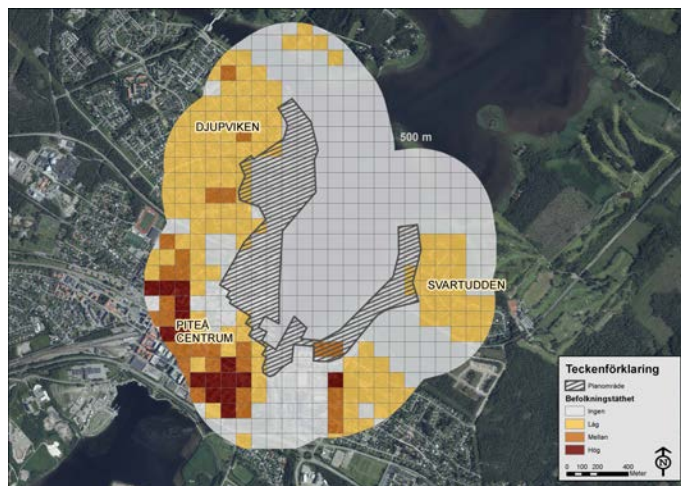 DJUPVIKEN
500 m
SVARTUDDEN
PITEÅ
CENTRUM
Teckenförklaring
Planområde
Befolkningstäthet
Ingen
Låg
Mellan
Hög
0 100 200 400
Meter
N